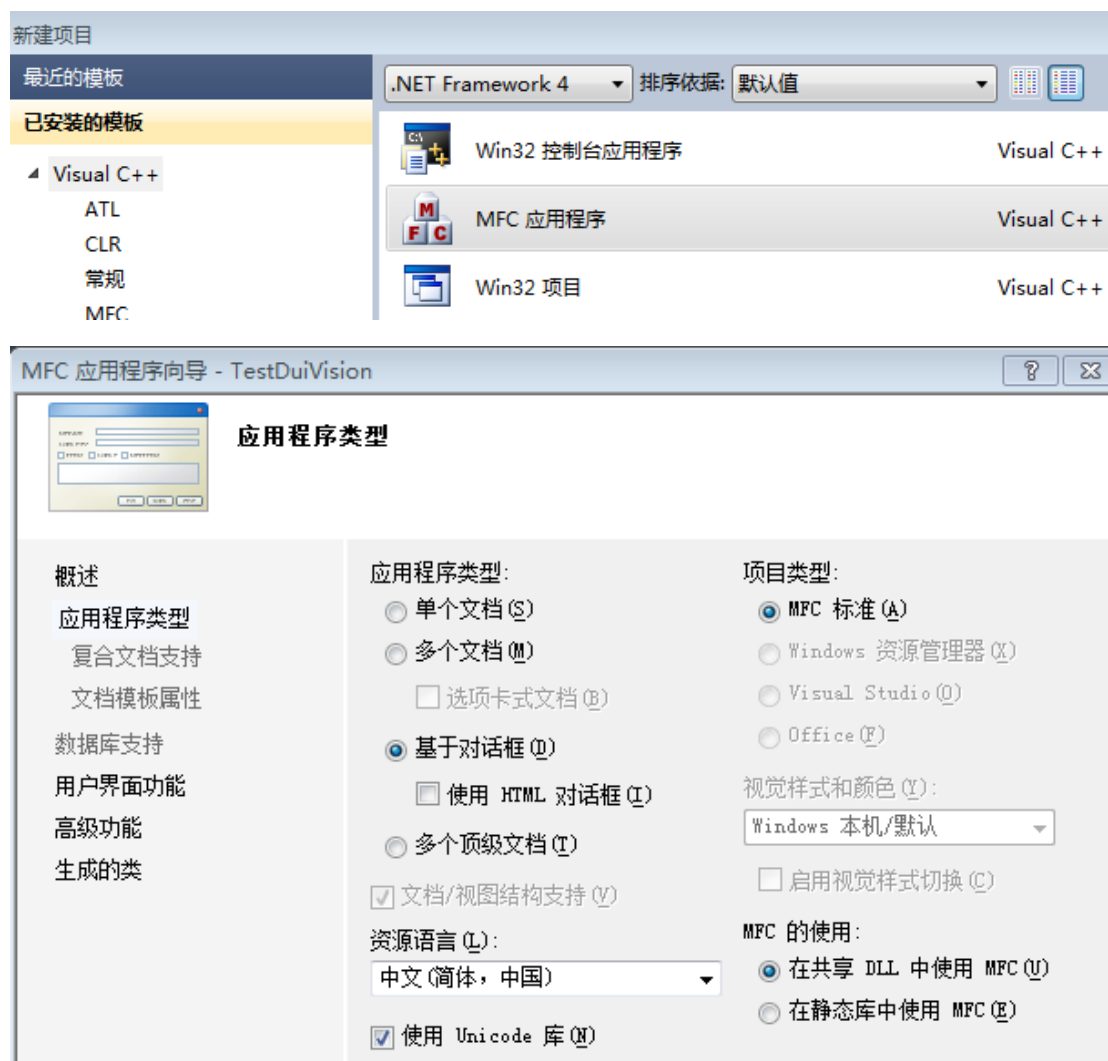 新建项目
最近的模板
已安装的模板
Visual C++
ATL
CLR
常规
MFC
.NET Framework 4 排序依据: 默认值
Win32 控制台应用程序 Visual C++
MFC 应用程序 Visual C++
Win32 项目 Visual C++
MFC 应用程序向导 - TestDuiVision
应用程序类型
概述
应用程序类型
复合文档支持
文档模板属性
数据库支持
用户界面功能
高级功能
生成的类
应用程序类型:
单个文档(S)
多个文档(M)
选项卡式文档(B)
基于对话框(D)
使用 HTML 对话框(I)
多个顶级文档(T)
文档/视图结构支持(V)
资源语言(L):
中文(简体，中国)
使用 Unicode 库(N)
项目类型:
MFC 标准(A)
Windows 资源管理器(X)
Visual Studio(O)
Office(F)
视觉样式和颜色(Y):
Windows 本机/默认
启用视觉样式切换(C)
MFC 的使用:
在共享 DLL 中使用 MFC(U)
在静态库中使用 MFC(E)